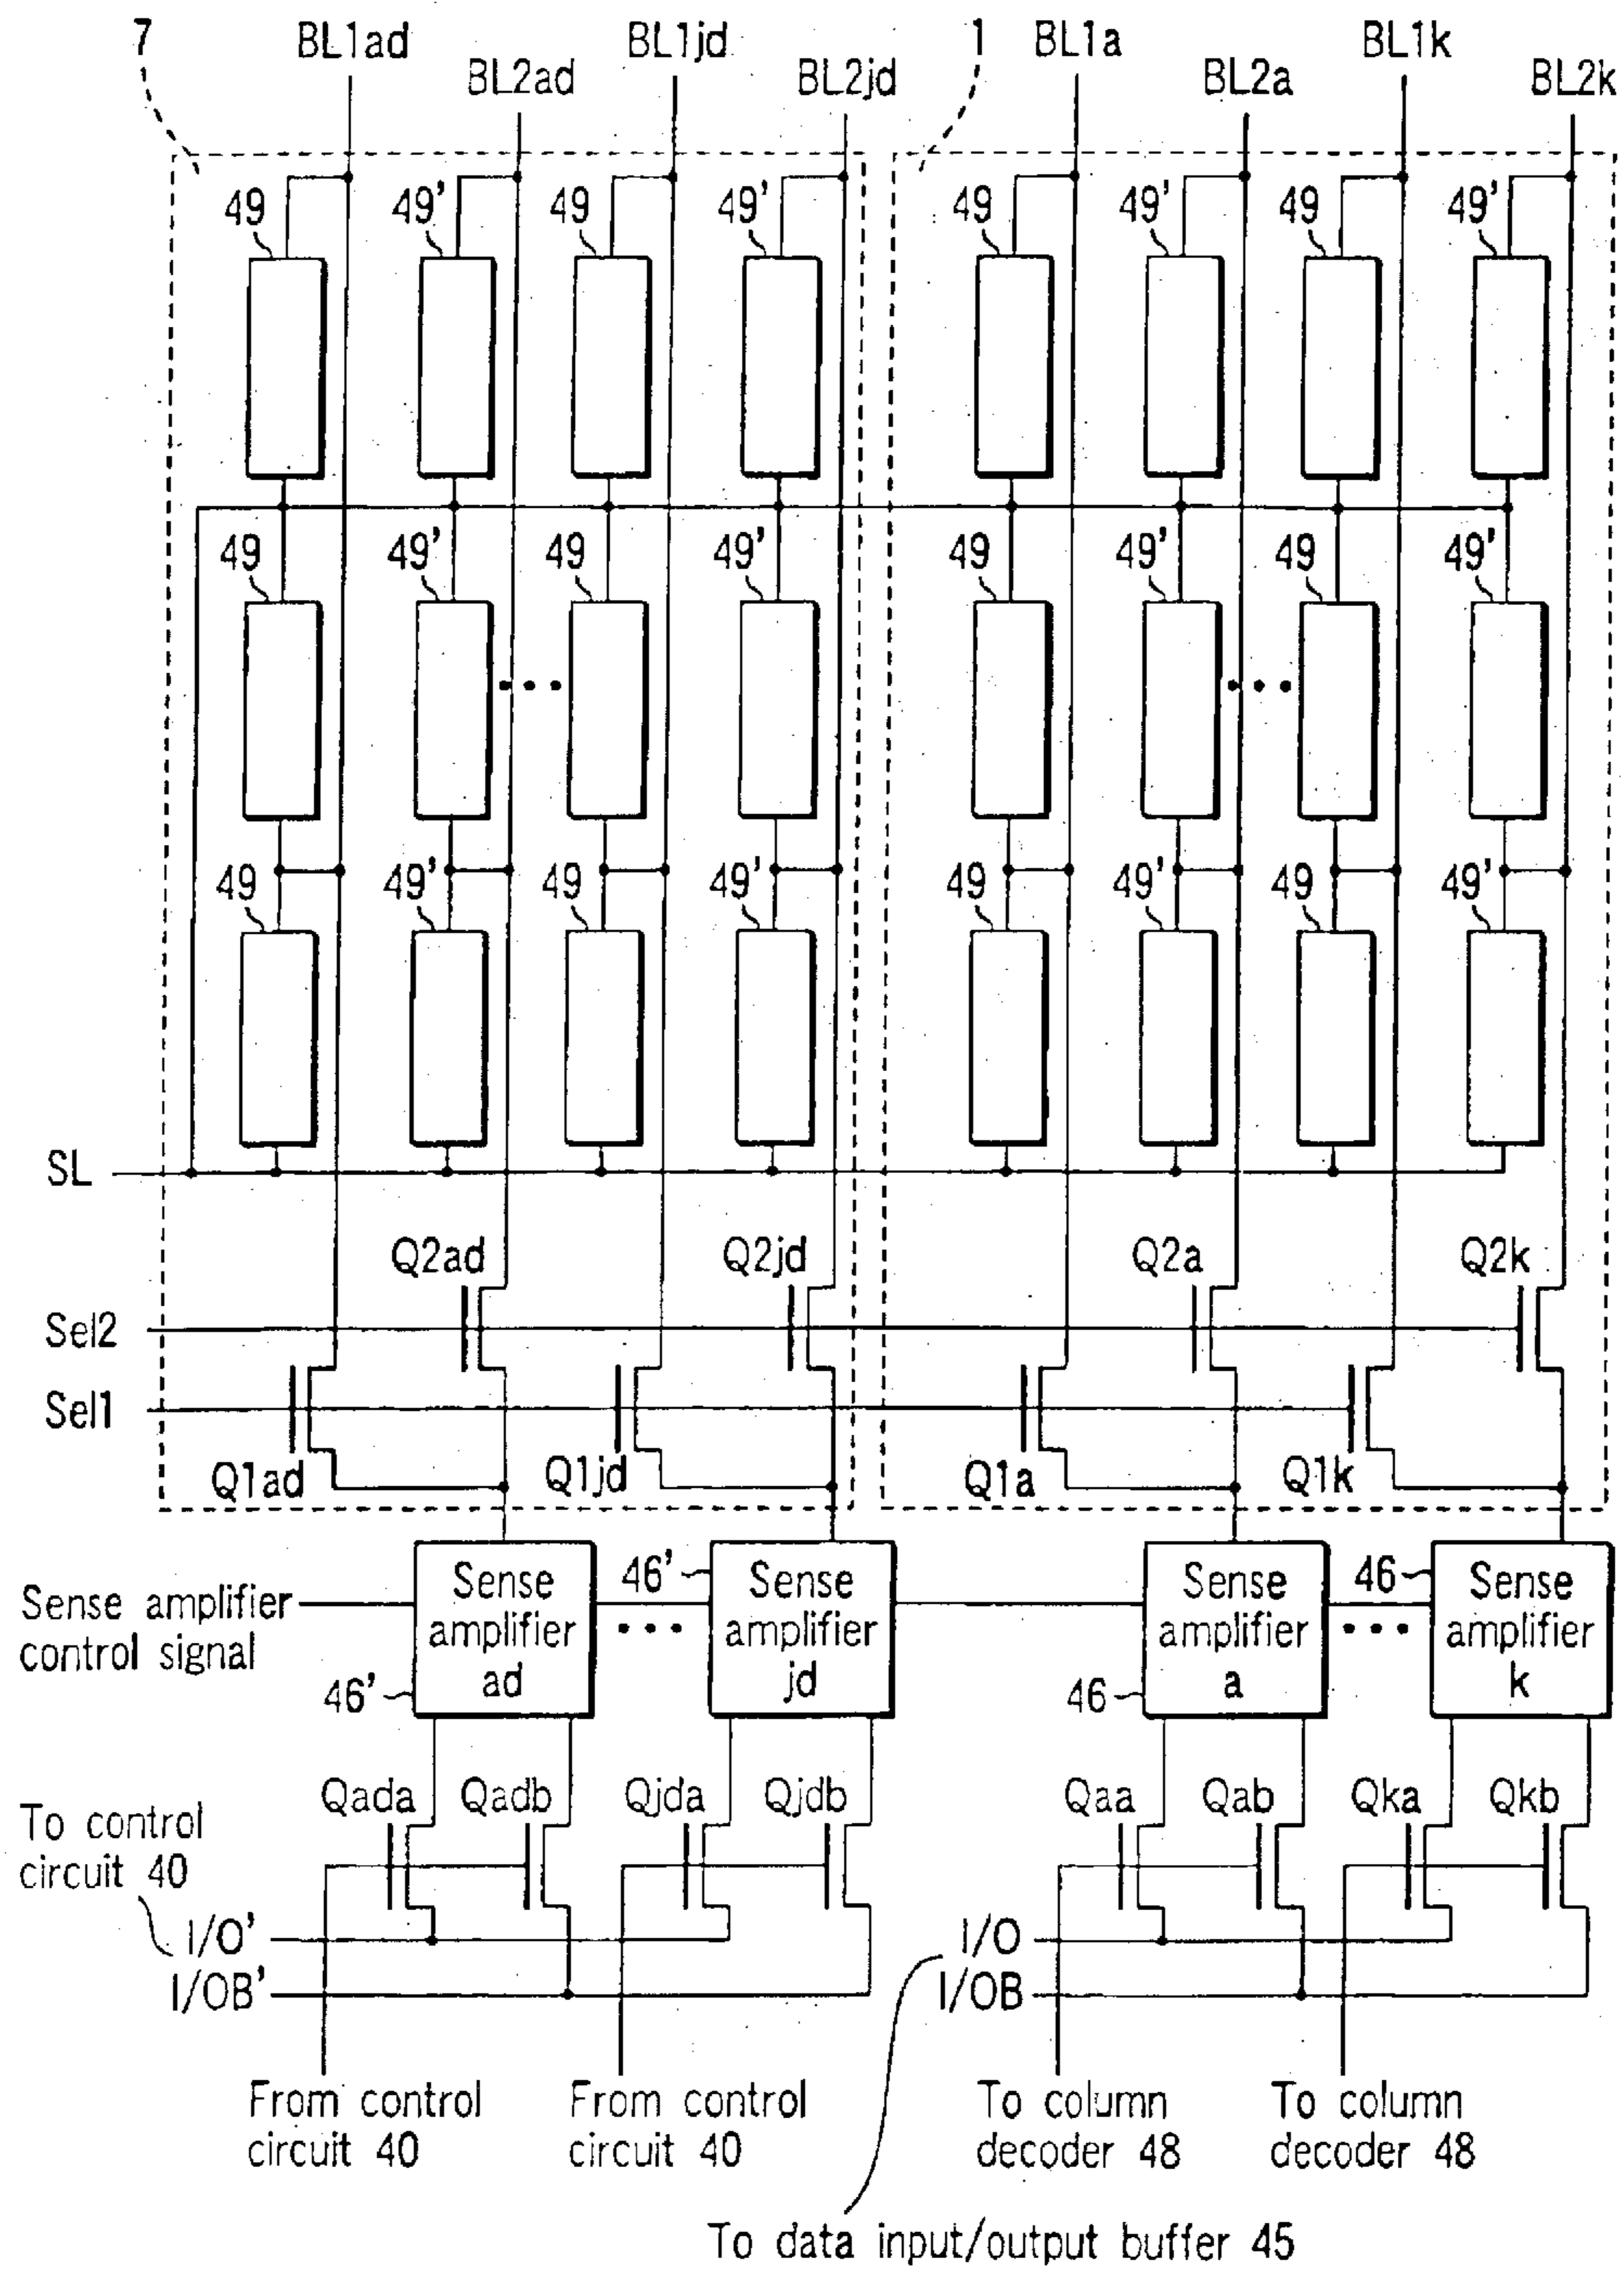 7 BL1ad BL1jd 1 BL1a BL1k
BL2ad BL2jd BL2a BL2k
49 49' 49 49' 49 49' 49 49'
49 49' 49 49' 49 49' 49 49'
49 49' 49 49' 49 49' 49 49'
SL
Q2ad Q2jd Q2a Q2k
Sel2
Sel1
Q1ad Q1jd Q1a Q1k
Sense amplifier
control signal
46'
Sense
amplifier
ad
46'
Sense
amplifier
jd
46
Sense
amplifier
a
46
Sense
amplifier
k
Qada Qadb Qjda Qjdb Qaa Qab Qka Qkb
To control
circuit 40
I/O' I/O
I/OB' I/OB
From control
circuit 40
From control
circuit 40
To column
decoder 48
To column
decoder 48
To data input/output buffer 45